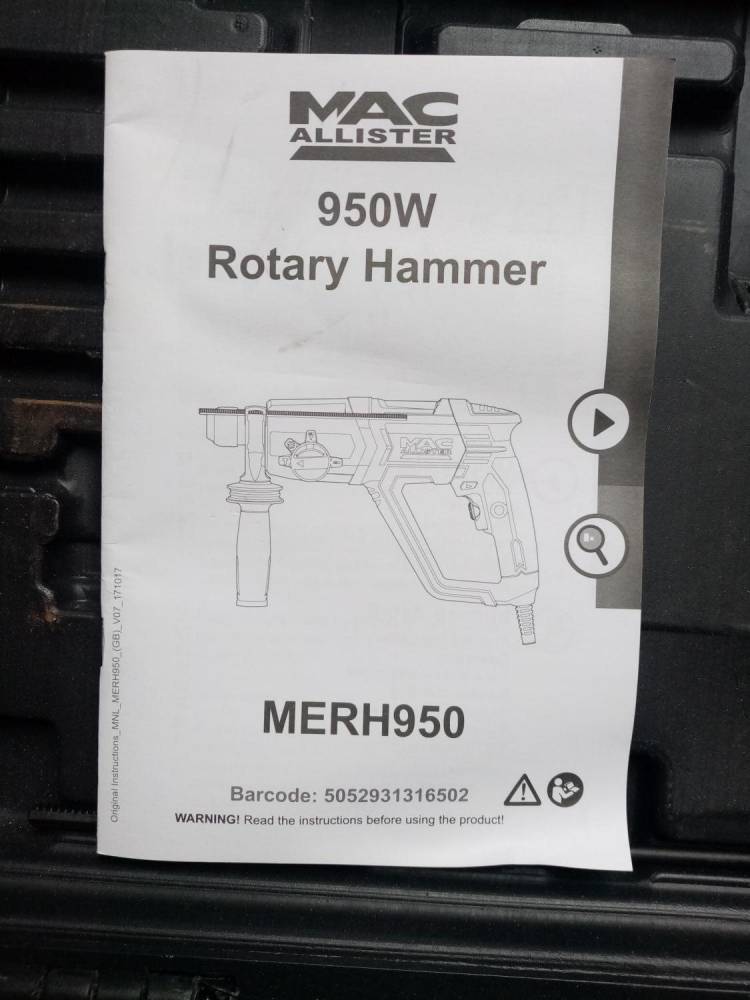 MAC
ALLISTER
950W
Rotary Hammer
MAC
ALLISTER
MERH950
Barcode: 5052931316502
WARNING! Read the instructions before using the product!
Original Instructions_MNL_MERH950_(GB)_V07_171017